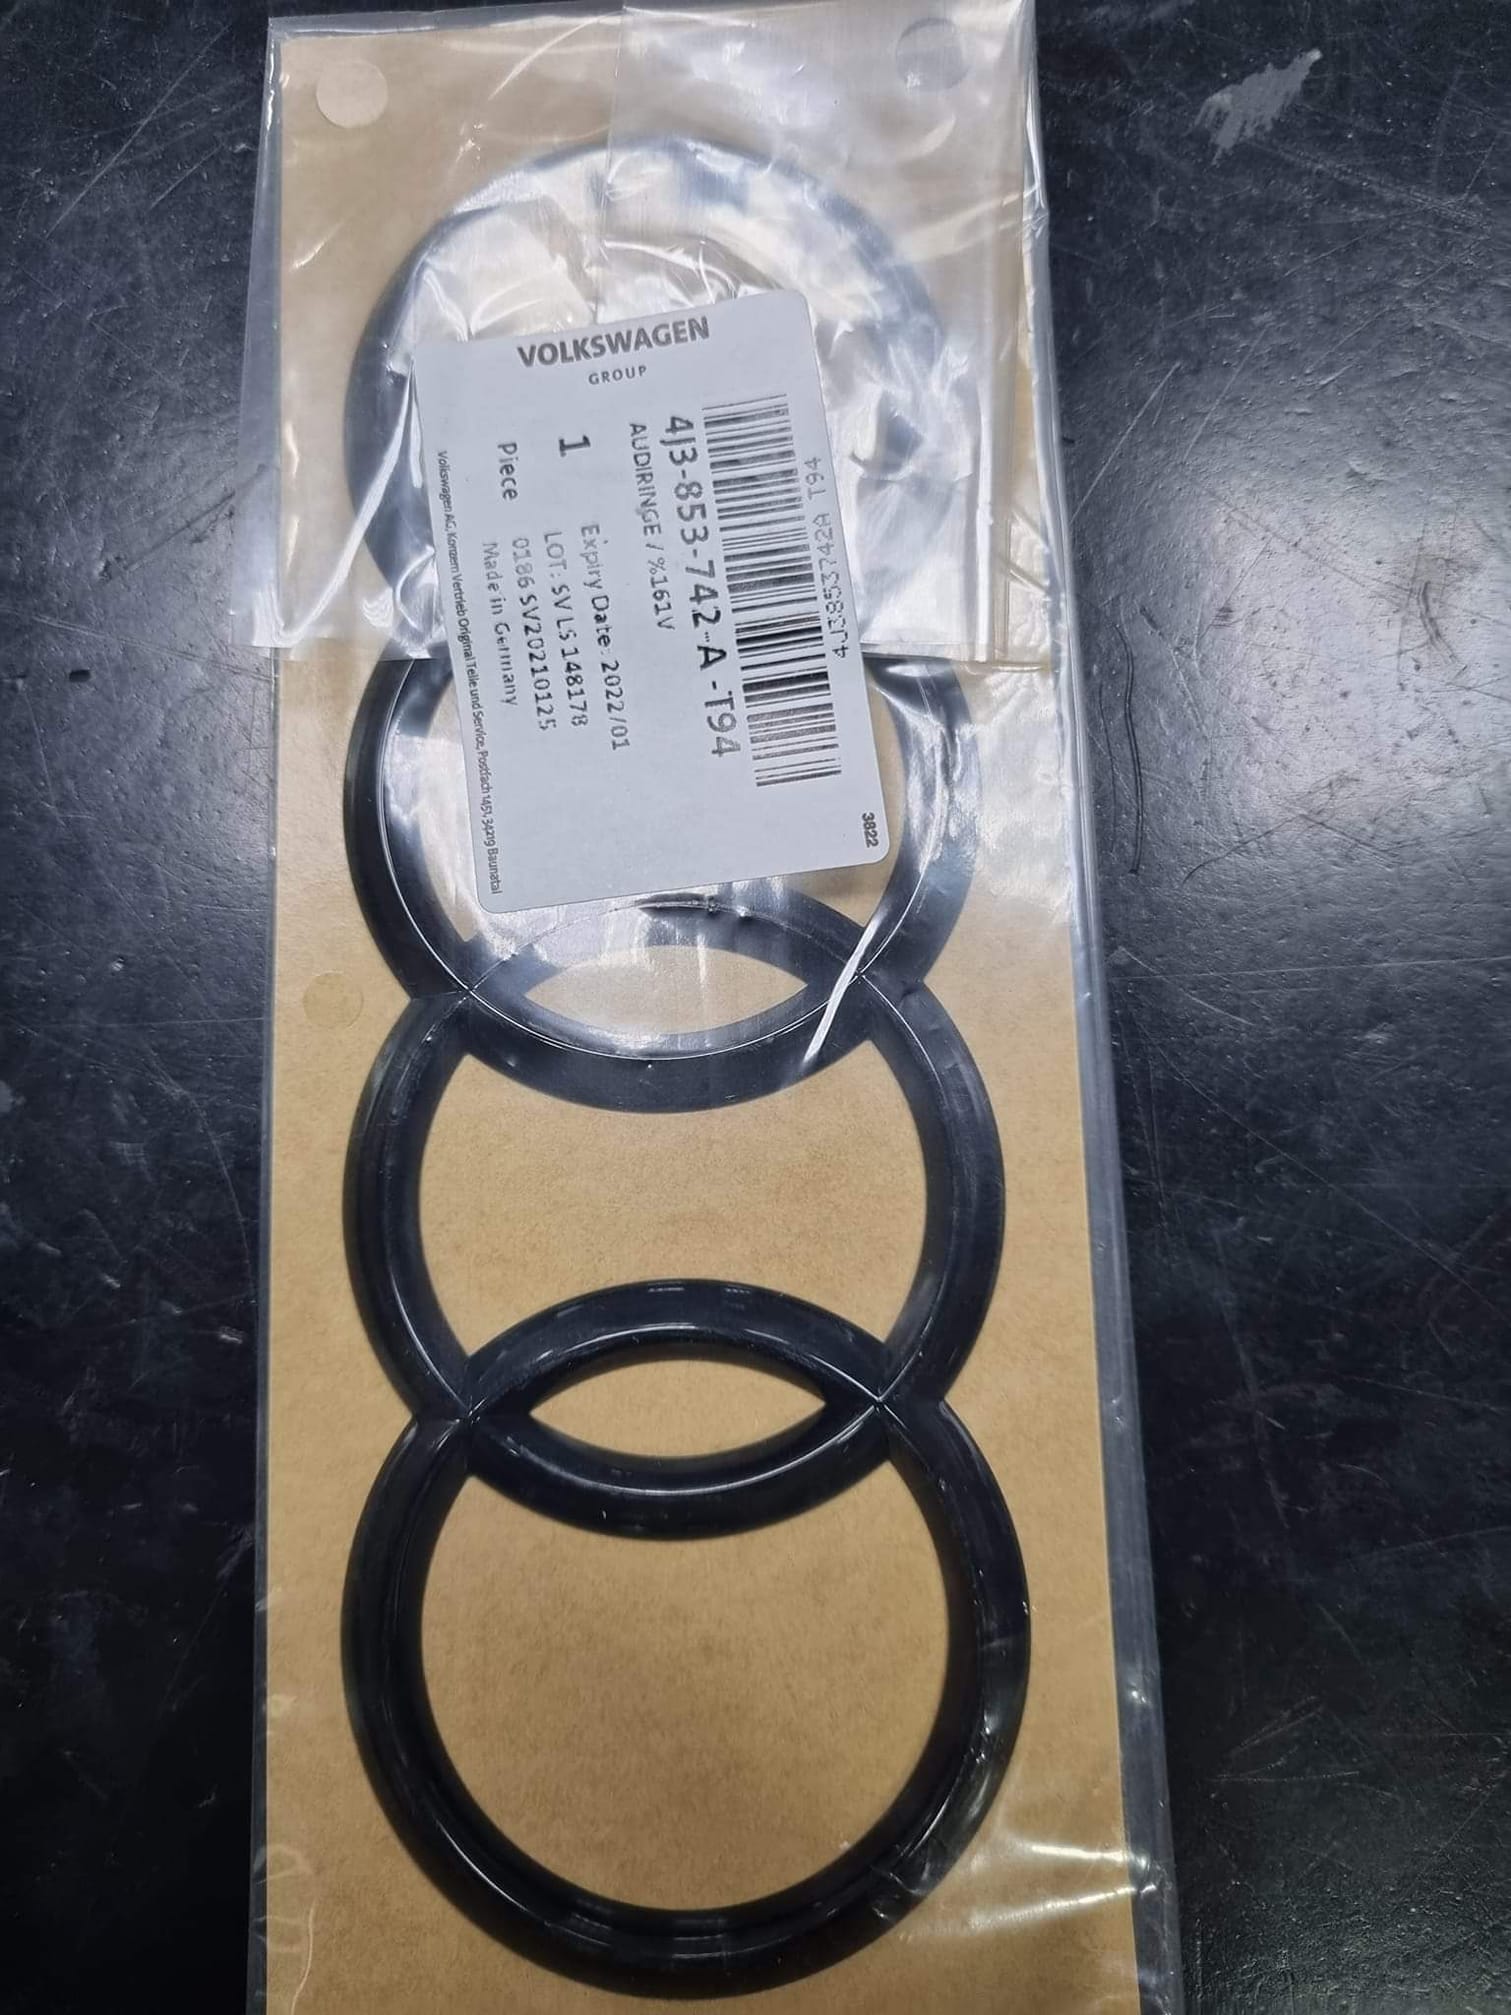 VOLKSWAGEN
GROUP
4J3853742A T94
4J3-853-742-A -T94
AUDIRINGE / %161V
Expiry Date: 2022/01
1
LOT: SV LS 148178
Piece
0186 SV20210125
Made in Germany
Volkswagen AG, Konzern Vertrieb Original Teile und Service, Postfach 1451, 34219 Baunatal
3822